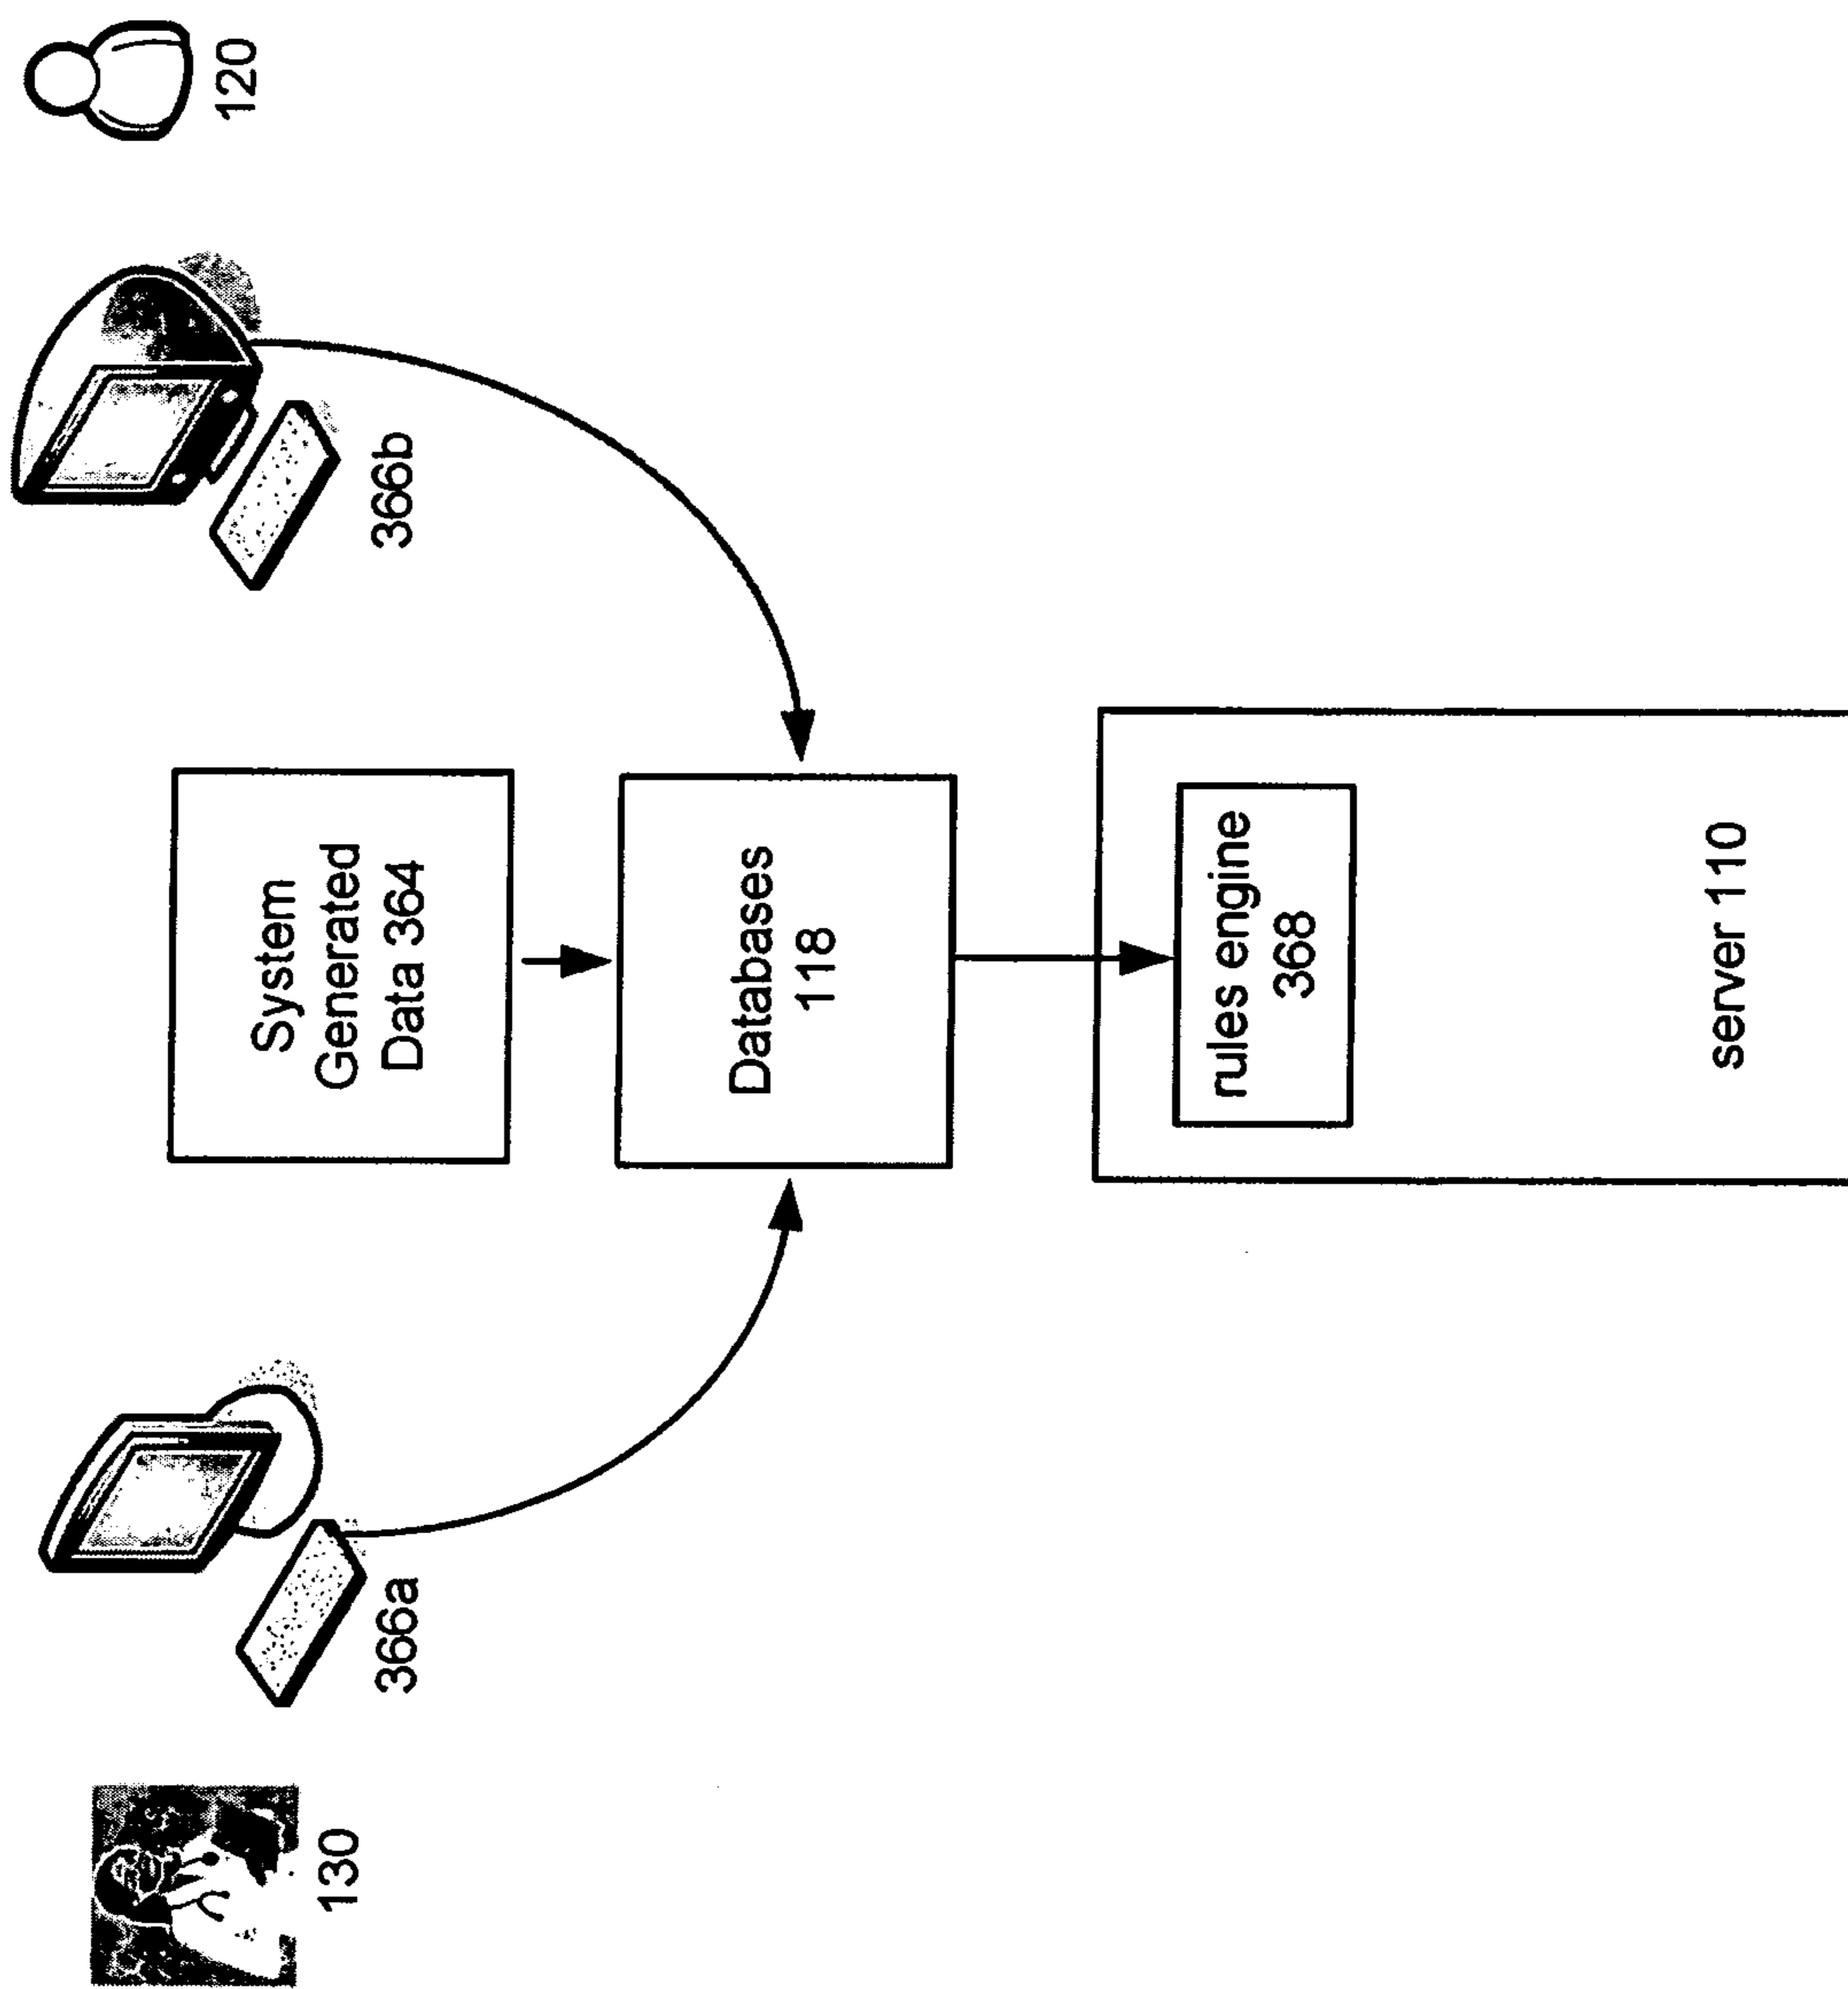 130
366a
System
Generated
Data 364
366b
120
Databases
118
rules engine
368
server 110